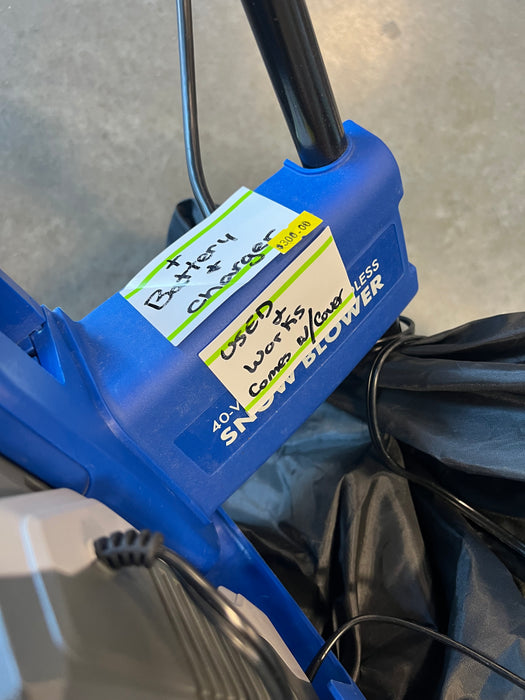 +
Battery
+
charger
$300.00
USED
+
works
Comes w/Cover
40-V
LESS
SNOW BLOWER